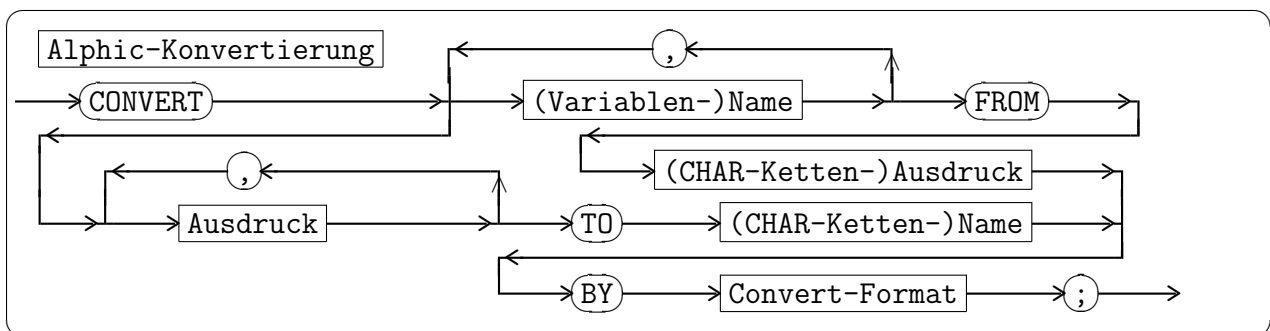 Alphic-Konvertierung
,
CONVERT (Variablen-)Name FROM
(CHAR-Ketten-)Ausdruck
,
Ausdruck TO (CHAR-Ketten-)Name
BY Convert-Format ;